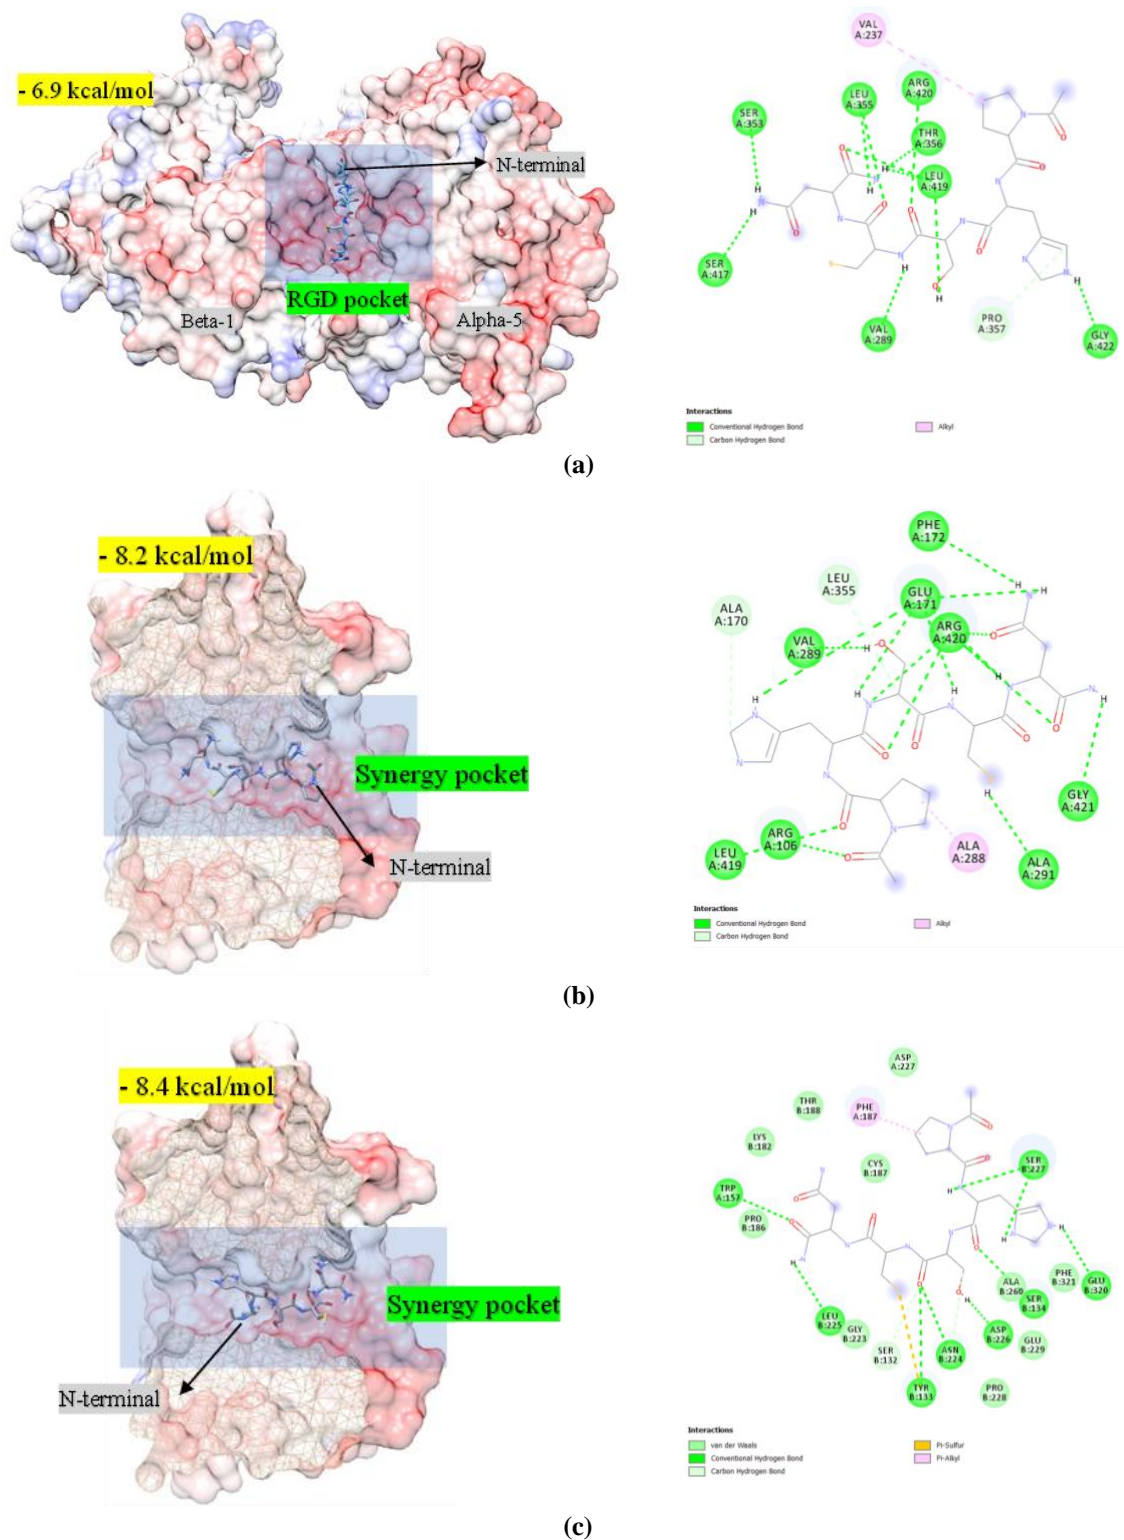 - 6.9 kcal/mol
N-terminal
RGD pocket
Beta-1
Alpha-5
VAL
A:237
ARG
A:420
LEU
A:355
SER
A:353
THR
A:356
LEU
A:419
H
H
H
H
SER
A:417
H
H
H
VAL
A:289
PRO
A:357
GLY
A:422
Interactions
Conventional Hydrogen Bond
Carbon Hydrogen Bond
Alkyl
(a)
- 8.2 kcal/mol
Synergy pocket
N-terminal
PHE
A:172
LEU
A:355
GLU
A:171
ALA
A:170
ARG
A:420
VAL
A:289
GLY
A:421
LEU
A:419
ARG
A:106
ALA
A:288
ALA
A:291
Interactions
Conventional Hydrogen Bond
Carbon Hydrogen Bond
Alkyl
(b)
- 8.4 kcal/mol
Synergy pocket
N-terminal
ASP
A:227
THR
B:188
PHE
A:187
LYS
B:182
CYS
B:187
SER
B:227
TRP
A:157
PRO
B:186
ALA
B:260
PHE
B:321
GLU
B:320
SER
B:134
LEU
B:225
GLY
B:223
ASP
B:226
SER
B:132
ASN
B:224
GLU
B:229
TYR
B:133
PRO
B:228
Interactions
van der Waals
Conventional Hydrogen Bond
Carbon Hydrogen Bond
Pi-Sulfur
Pi-Alkyl
(c)